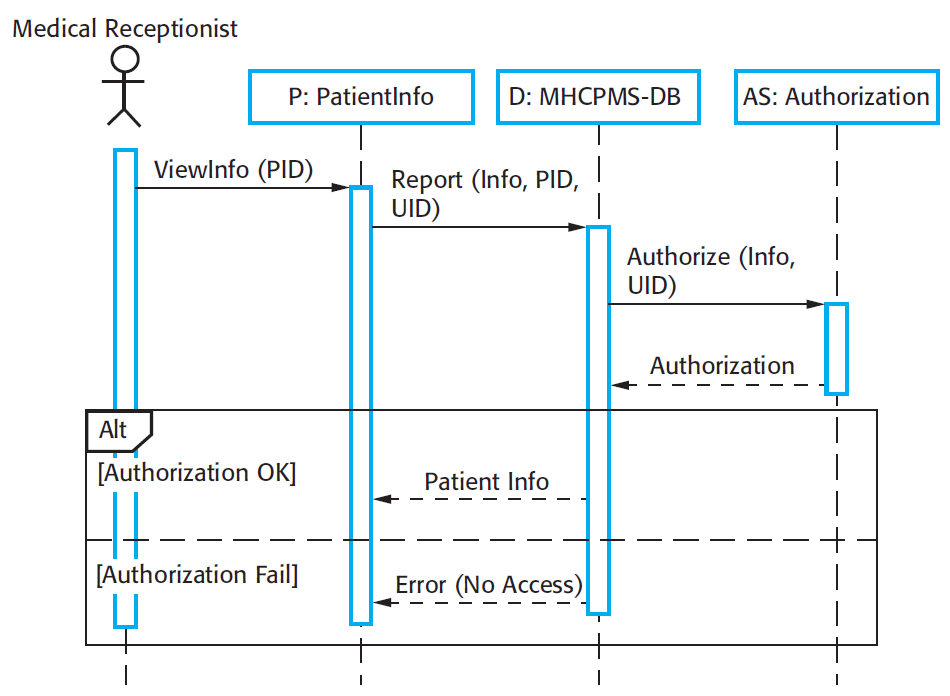 Medical Receptionist
P: PatientInfo
D: MHCPMS-DB
AS: Authorization
ViewInfo (PID)
Report (Info, PID,
UID)
Authorize (Info,
UID)
Authorization
Alt
[Authorization OK]
Patient Info
[Authorization Fail]
Error (No Access)